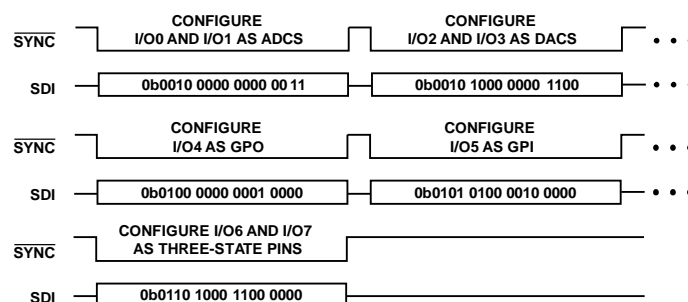 CONFIGURE
I/O0 AND I/O1 AS ADCS
CONFIGURE
I/O2 AND I/O3 AS DACS
SYNC
SDI
0b0010 0000 0000 0011
0b0010 1000 0000 1100
CONFIGURE
I/O4 AS GPO
CONFIGURE
I/O5 AS GPI
SYNC
SDI
0b0100 0000 0001 0000
0b0101 0100 0010 0000
CONFIGURE I/O6 AND I/O7
AS THREE-STATE PINS
SYNC
SDI
0b0110 1000 1100 0000